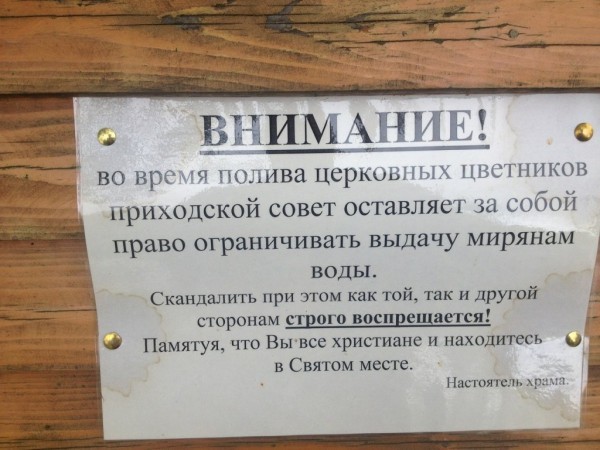 ВНИМАНИЕ!
во время полива церковных цветников
приходской совет оставляет за собой
право ограничивать выдачу мирянам
воды.
Скандалить при этом как той, так и другой
сторонам строго воспрещается!
Памятуя, что Вы все христиане и находитесь
в Святом месте.
Настоятель храма.